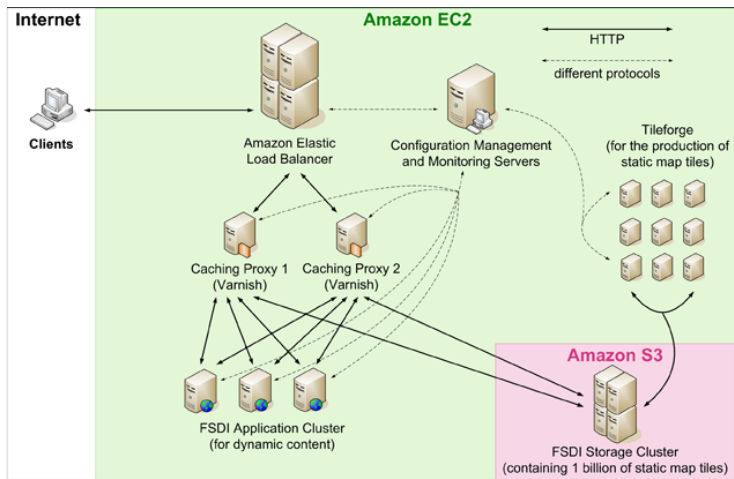 Internet
Amazon EC2
HTTP
different protocols
Clients
Amazon Elastic
Load Balancer
Configuration Management
and Monitoring Servers
Tileforge
(for the production of
static map tiles)
Caching Proxy 1
(Varnish)
Caching Proxy 2
(Varnish)
Amazon S3
FSDI Application Cluster
(for dynamic content)
FSDI Storage Cluster
(containing 1 billion of static map tiles)